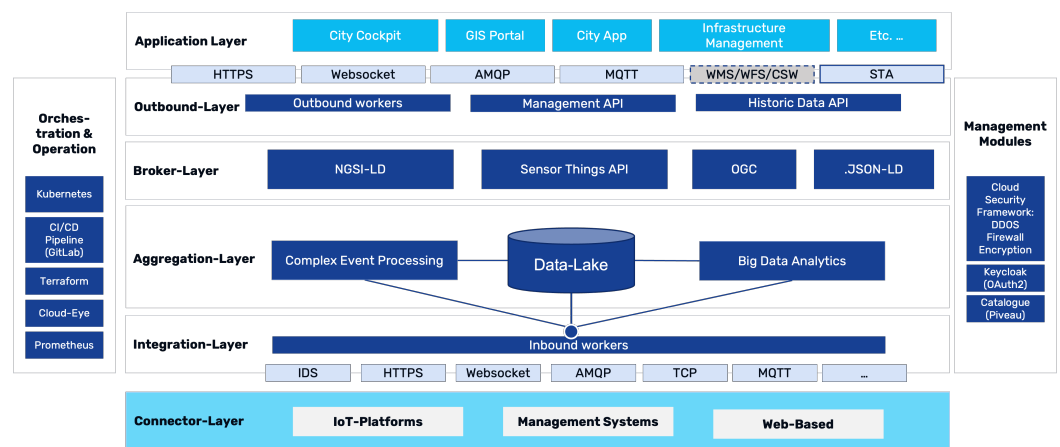 Application Layer
City Cockpit
GIS Portal
City App
Infrastructure
Management
Etc. ...
HTTPS
Websocket
AMQP
MQTT
WMS/WFS/CSW
STA
Outbound-Layer
Outbound workers
Management API
Historic Data API
Orches-
tration &
Operation
Kubernetes
CI/CD
Pipeline
(GitLab)
Terraform
Cloud-Eye
Prometheus
Broker-Layer
NGSI-LD
Sensor Things API
OGC
.JSON-LD
Aggregation-Layer
Complex Event Processing
Data-Lake
Big Data Analytics
Integration-Layer
Inbound workers
IDS
HTTPS
Websocket
AMQP
TCP
MQTT
...
Connector-Layer
IoT-Platforms
Management Systems
Web-Based
Management
Modules
Cloud
Security
Framework:
DDOS
Firewall
Encryption
Keycloak
(OAuth2)
Catalogue
(Piveau)